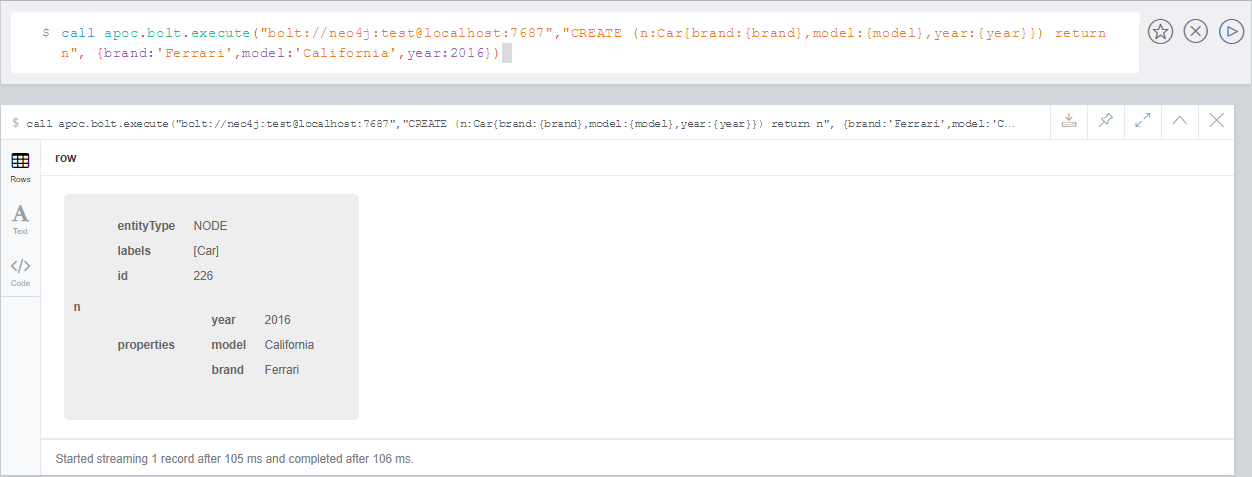 $ call apoc.bolt.execute("bolt://neo4j:test@localhost:7687","CREATE (n:Car{brand:{brand},model:{model},year:{year}}) return
n", {brand:'Ferrari',model:'California',year:2016})
$ call apoc.bolt.execute("bolt://neo4j:test@localhost:7687","CREATE (n:Car{brand:{brand},model:{model},year:{year}}) return n", {brand:'Ferrari',model:'C...
Rows
A
Text
</>
Code
row
entityType NODE
labels [Car]
id 226
n
year 2016
properties model California
brand Ferrari
Started streaming 1 record after 105 ms and completed after 106 ms.